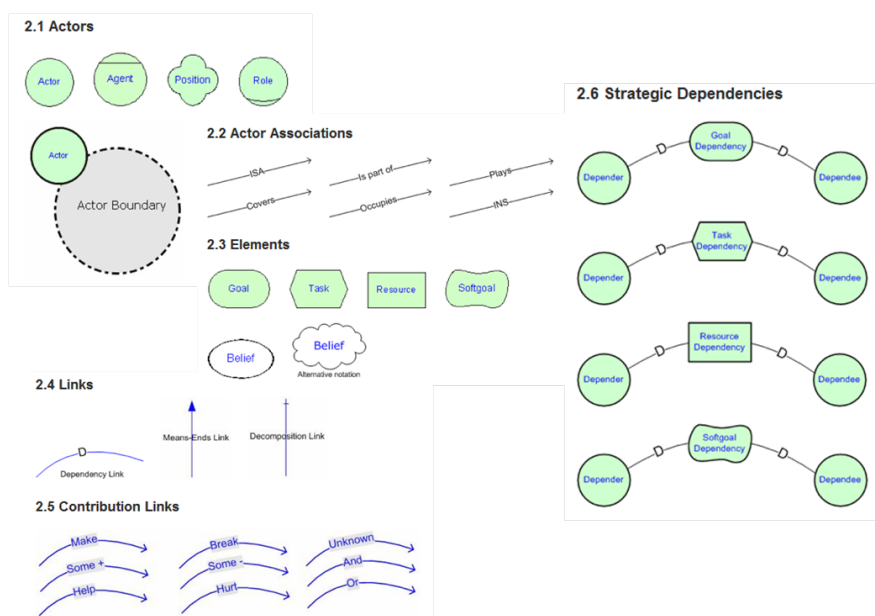 2.1 Actors
Actor
Agent
Position
Role
Actor
Actor Boundary
2.2 Actor Associations
ISA
Is part of
Plays
Covers
Occupies
INS
2.3 Elements
Goal
Task
Resource
Softgoal
Belief
Belief
Alternative notation
2.4 Links
D
Dependency Link
Means-Ends Link
Decomposition Link
2.5 Contribution Links
Make
Break
Unknown
Some +
Some -
And
Help
Hurt
Or
2.6 Strategic Dependencies
Depender
D
Goal
Dependency
D
Dependee
Depender
D
Task
Dependency
D
Dependee
Depender
D
Resource
Dependency
D
Dependee
Depender
D
Softgoal
Dependency
D
Dependee